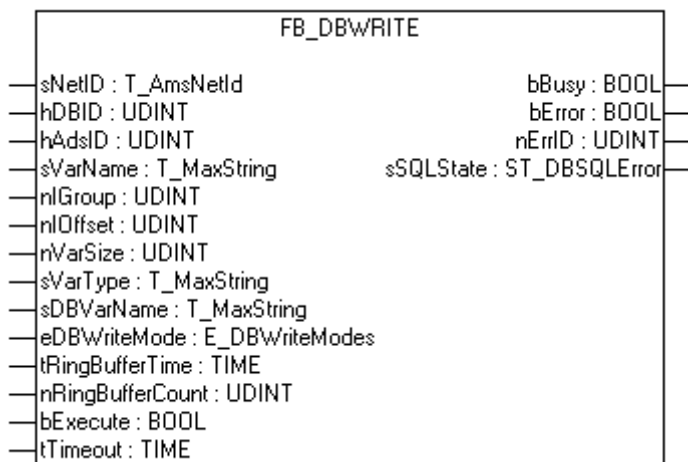 FB_DBWRITE
sNetID : T_AmsNetId bBusy : BOOL
hDBID : UDINT bError : BOOL
hAdsID : UDINT nErrID : UDINT
sVarName : T_MaxString sSQLState : ST_DBSQLError
nIGroup : UDINT
nIOffset : UDINT
nVarSize : UDINT
sVarType : T_MaxString
sDBVarName : T_MaxString
eDBWriteMode : E_DBWriteModes
tRingBufferTime : TIME
nRingBufferCount : UDINT
bExecute : BOOL
tTimeout : TIME